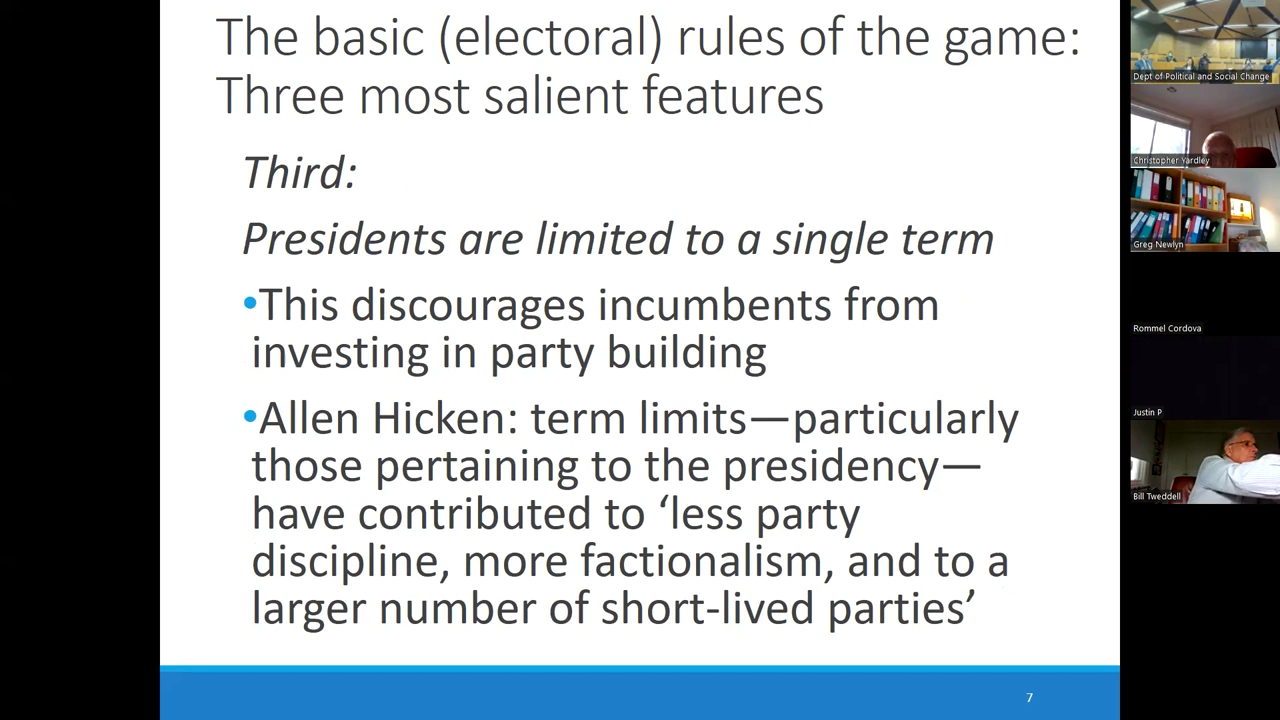 The basic (electoral) rules of the game:
Three most salient features
Third:
Presidents are limited to a single term
•This discourages incumbents from
investing in party building
•Allen Hicken: term limits—particularly
those pertaining to the presidency—
have contributed to ‘less party
discipline, more factionalism, and to a
larger number of short-lived parties’
7
Dept of Political and Social Change
Christopher Yardley
Greg Newlyn
Rommel Cordova
Justin P
Bill Tweddell